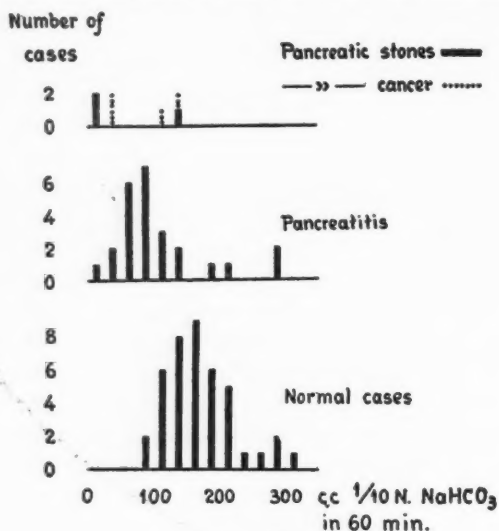 Number of
cases
Pancreatic stones
— » — cancer
2
0
6
4
2
0
Pancreatitis
8
6
4
2
0
Normal cases
0 100 200 300 c.c 1/10 N. NaHCO3
in 60 min.